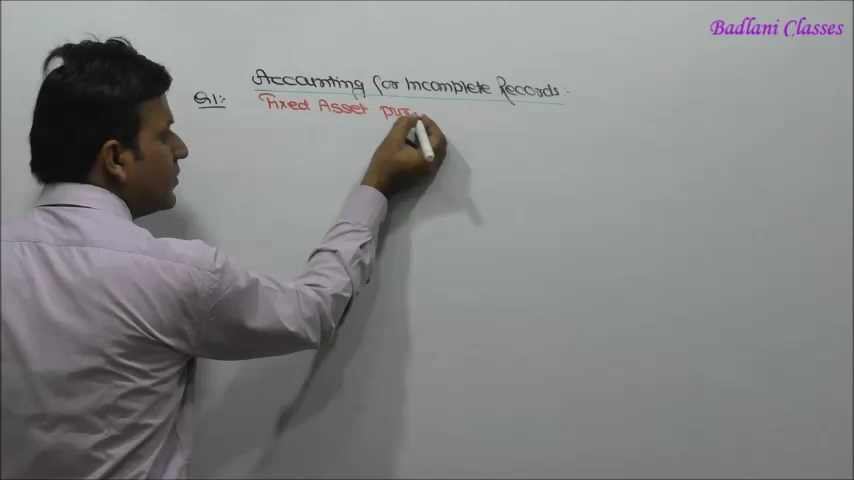 Badlani Classes
Accounting for Incomplete Records:-
Q1:-
Fixed Asset pur